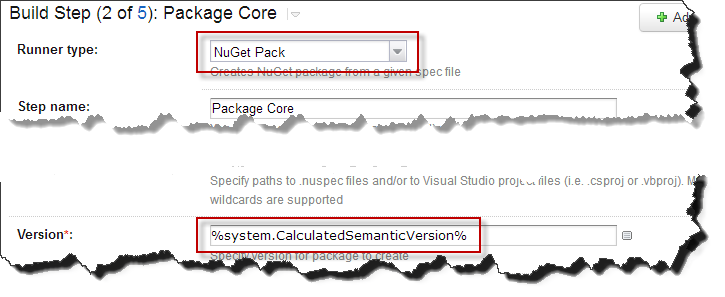 Build Step (2 of 5): Package Core
Ad
Runner type:
NuGet Pack
Creates NuGet package from a given spec file
Step name:
Package Core
Specify paths to .nuspec files and/or to Visual Studio project files (i.e. .csproj or .vbproj). M
wildcards are supported
Version*:
%system.CalculatedSemanticVersion%
Specify version for package to create